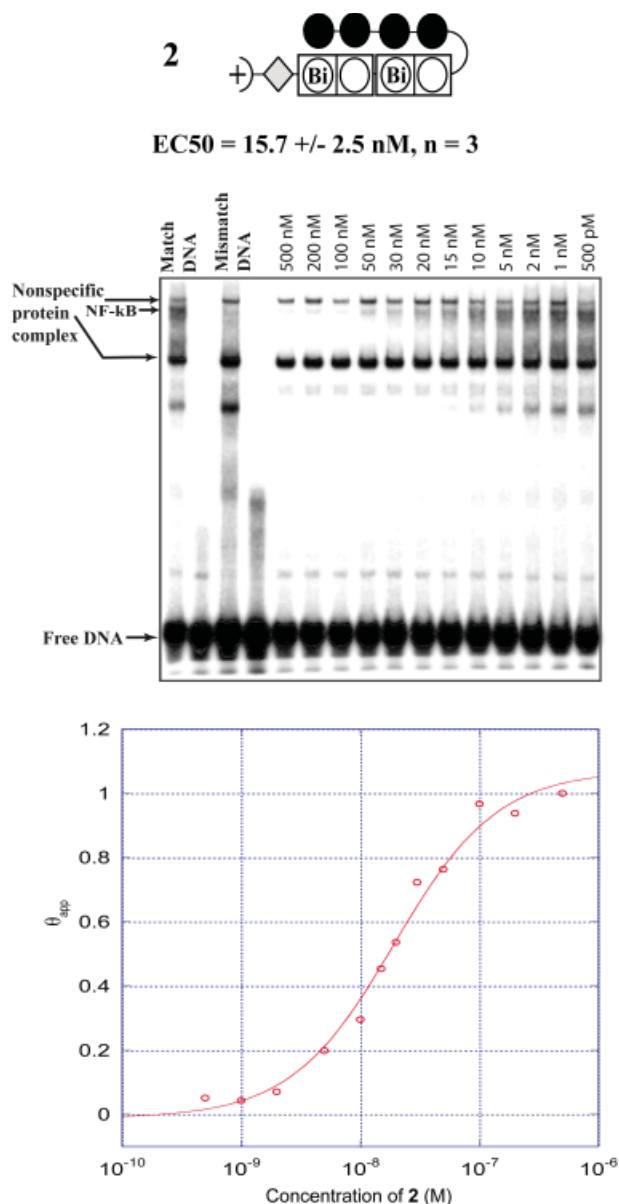 2
+ Bi Bi
EC50 = 15.7 +/- 2.5 nM, n = 3
Match
DNA
Mismatch
DNA
500 nM
200 nM
100 nM
50 nM
30 nM
20 nM
15 nM
10 nM
5 nM
2 nM
1 nM
500 pM
Nonspecific
protein
complex
NF-kB
Free DNA
1.2
1
0.8
0.6
0.4
0.2
0
θapp
10-10
10-9
10-8
10-7
10-6
Concentration of 2 (M)